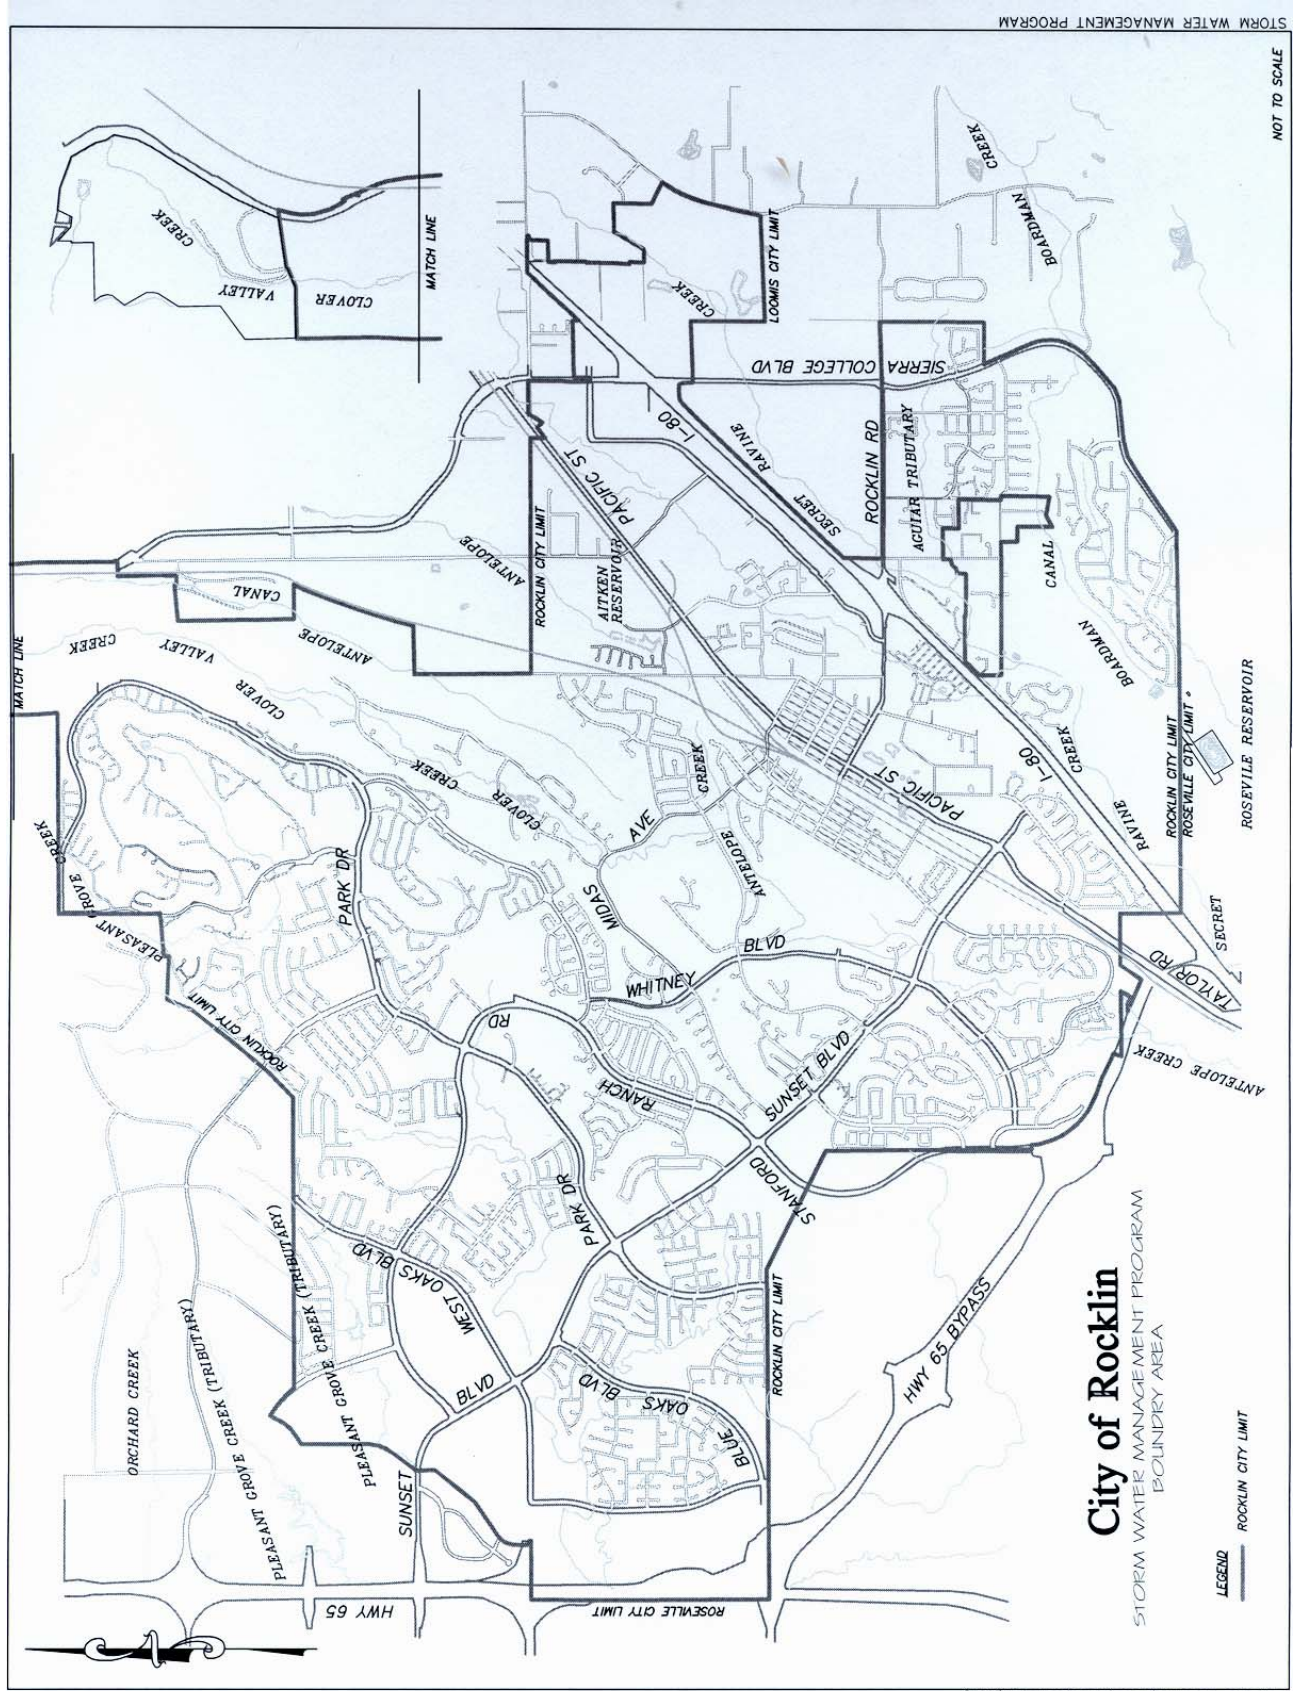 STORM WATER MANAGEMENT PROGRAM
NOT TO SCALE
CREEK
VALLEY
CLOVER
MATCH LINE
CREEK
BOARDMAN
CREEK
LOOMIS CITY LIMIT
SIERRA COLLEGE BLVD
I-80
RAVINE
SECRET
ROCKLIN RD
AGUIAR TRIBUTARY
PACIFIC ST
ROCKLIN CITY LIMIT
ANTELOPE
AITKEN
RESERVOIR
CANAL
CANAL
BOARDMAN
MATCH LINE
CREEK
VALLEY
CLOVER
ANTELOPE
CREEK
CLOVER
CREEK
ANTELOPE
MIDAS AVE
PACIFIC ST
I-80
CREEK
RAVINE
SECRET
ROCKLIN CITY LIMIT
ROSEVILLE CITY LIMIT
ROSEVILE RESERVOIR
CREEK
PLEASANT GROVE
PARK DR
ROCKLIN CITY LIMIT
WHITNEY BLVD
TAYLOR RD
ANTELOPE CREEK
STANFORD RANCH RD
SUNSET BLVD
PARK DR
WEST OAKS BLVD
PLEASANT GROVE CREEK (TRIBUTARY)
PLEASANT GROVE CREEK (TRIBUTARY)
ORCHARD CREEK
SUNSET BLVD
BLUE OAKS BLVD
ROCKLIN CITY LIMIT
HWY 65 BYPASS
HWY 65
ROSEVILLE CITY LIMIT
City of Rocklin
STORM WATER MANAGEMENT PROGRAM
BOUNDRY AREA
LEGEND
ROCKLIN CITY LIMIT